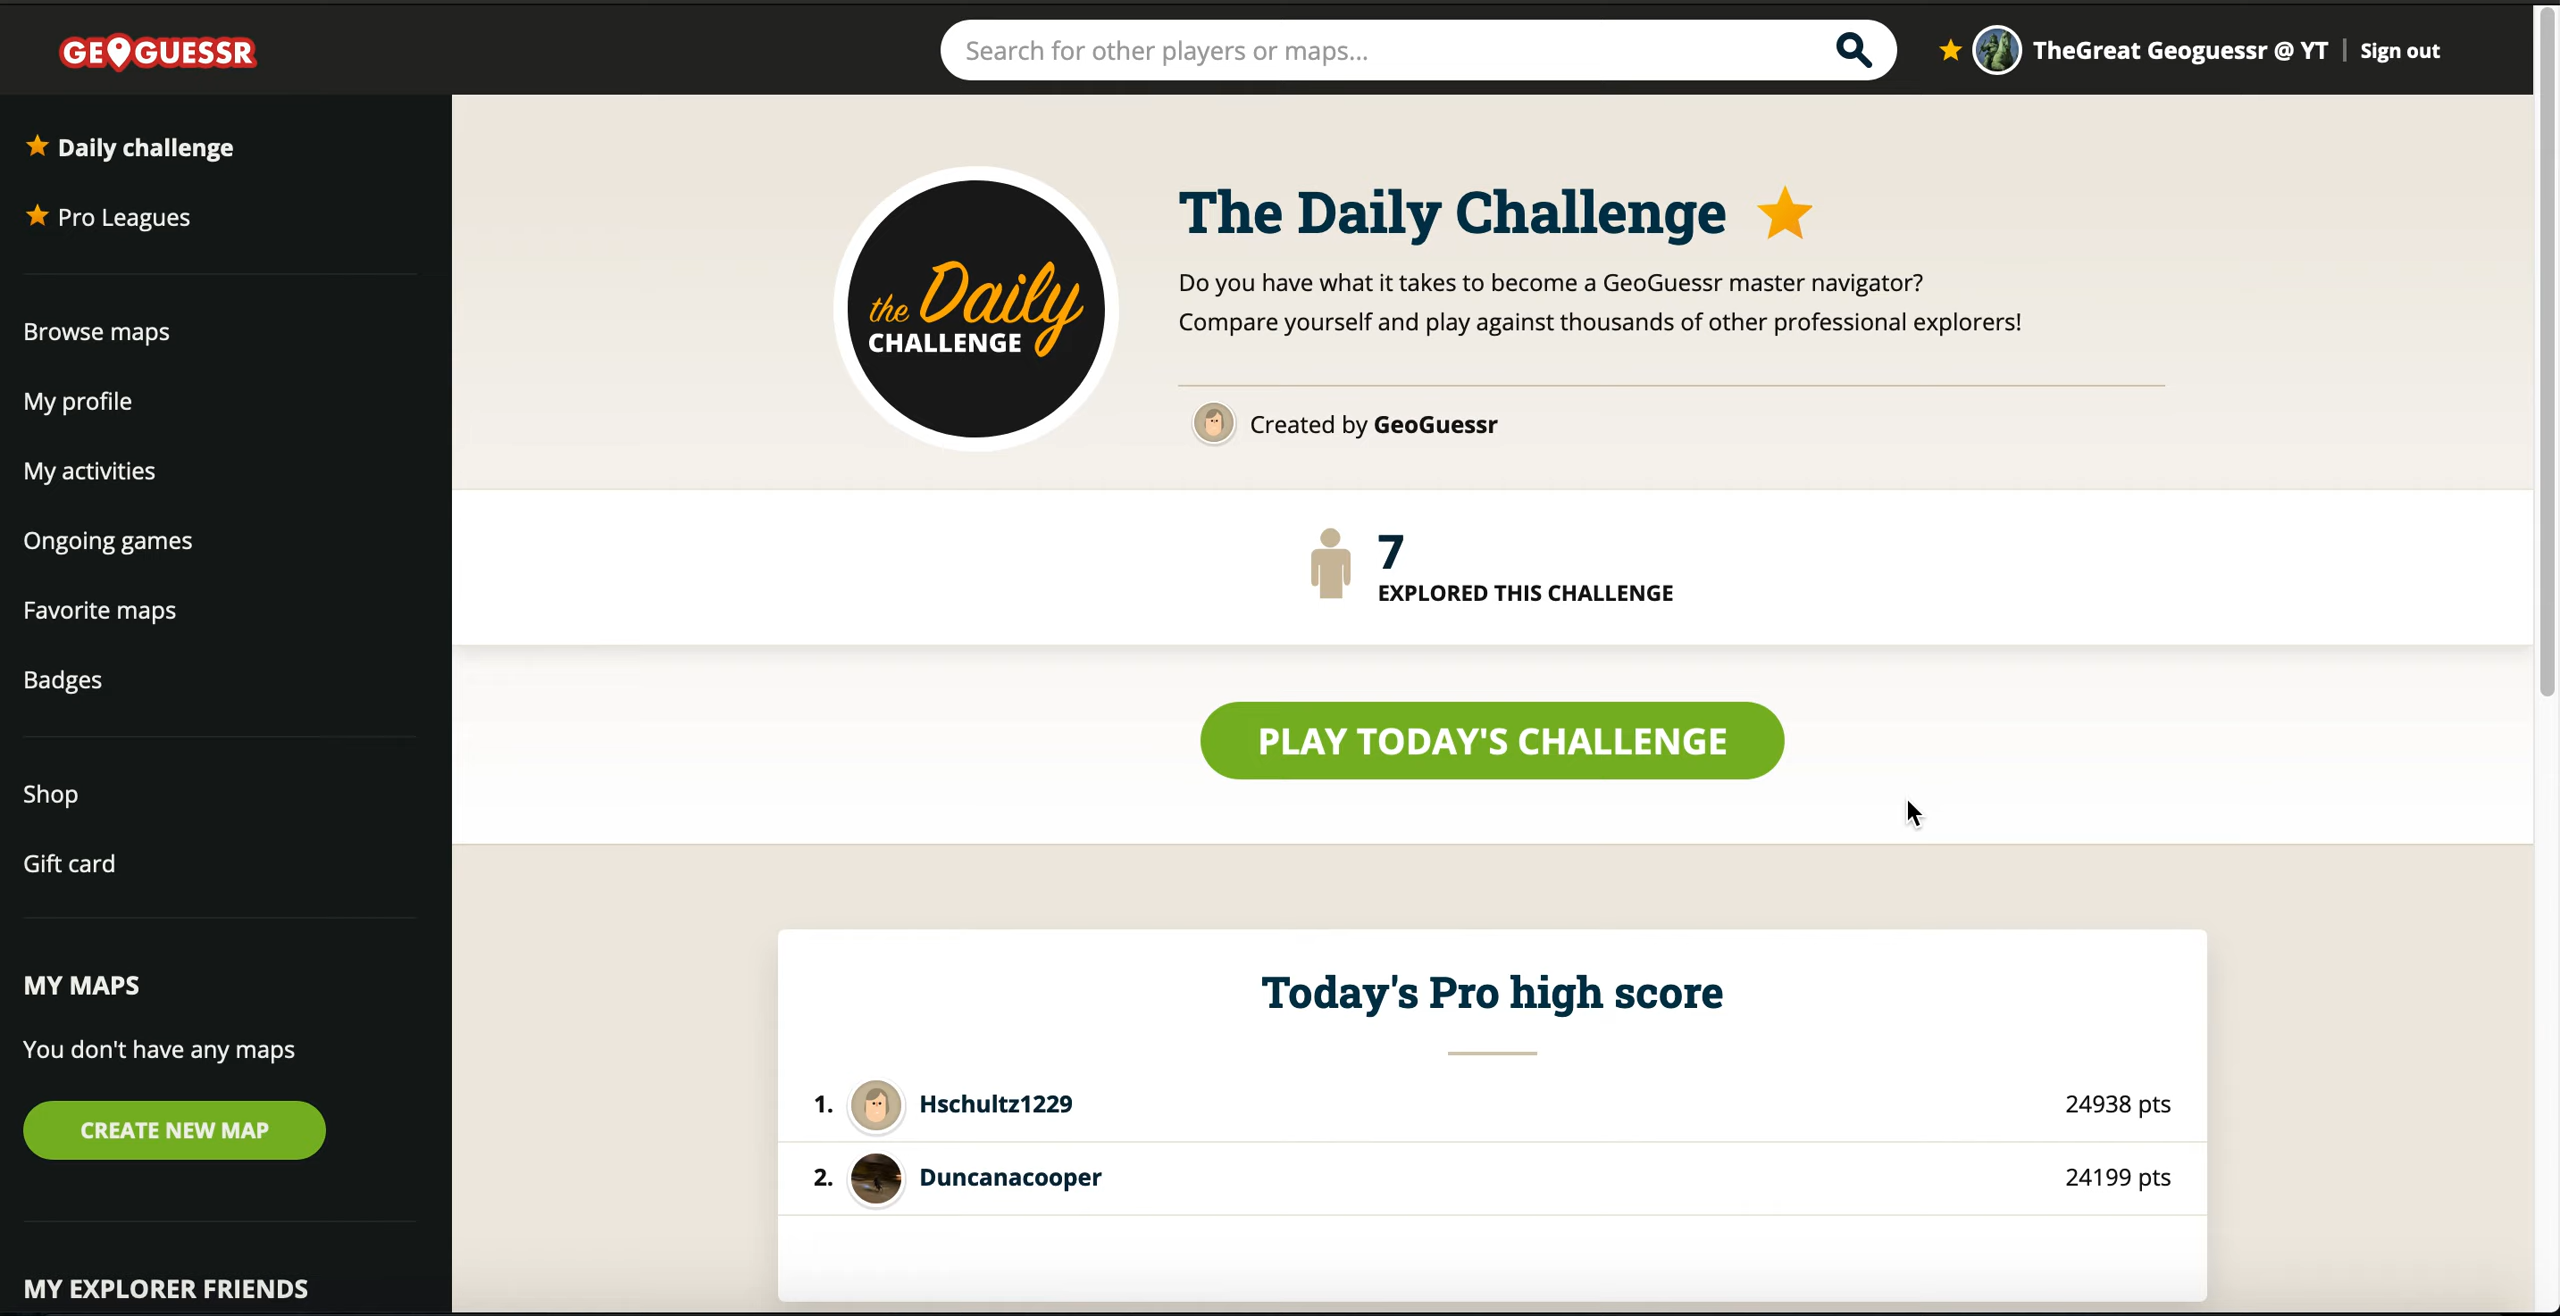 GEOGUESSR
Search for other players or maps...
TheGreat Geoguessr @ YT | Sign out
Daily challenge
Pro Leagues
Browse maps
My profile
My activities
Ongoing games
Favorite maps
Badges
Shop
Gift card
MY MAPS
You don't have any maps
CREATE NEW MAP
MY EXPLORER FRIENDS
the Daily
CHALLENGE
The Daily Challenge
Do you have what it takes to become a GeoGuessr master navigator?
Compare yourself and play against thousands of other professional explorers!
Created by GeoGuessr
7
EXPLORED THIS CHALLENGE
PLAY TODAY'S CHALLENGE
Today's Pro high score
1. Hschultz1229 24938 pts
2. Duncanacooper 24199 pts